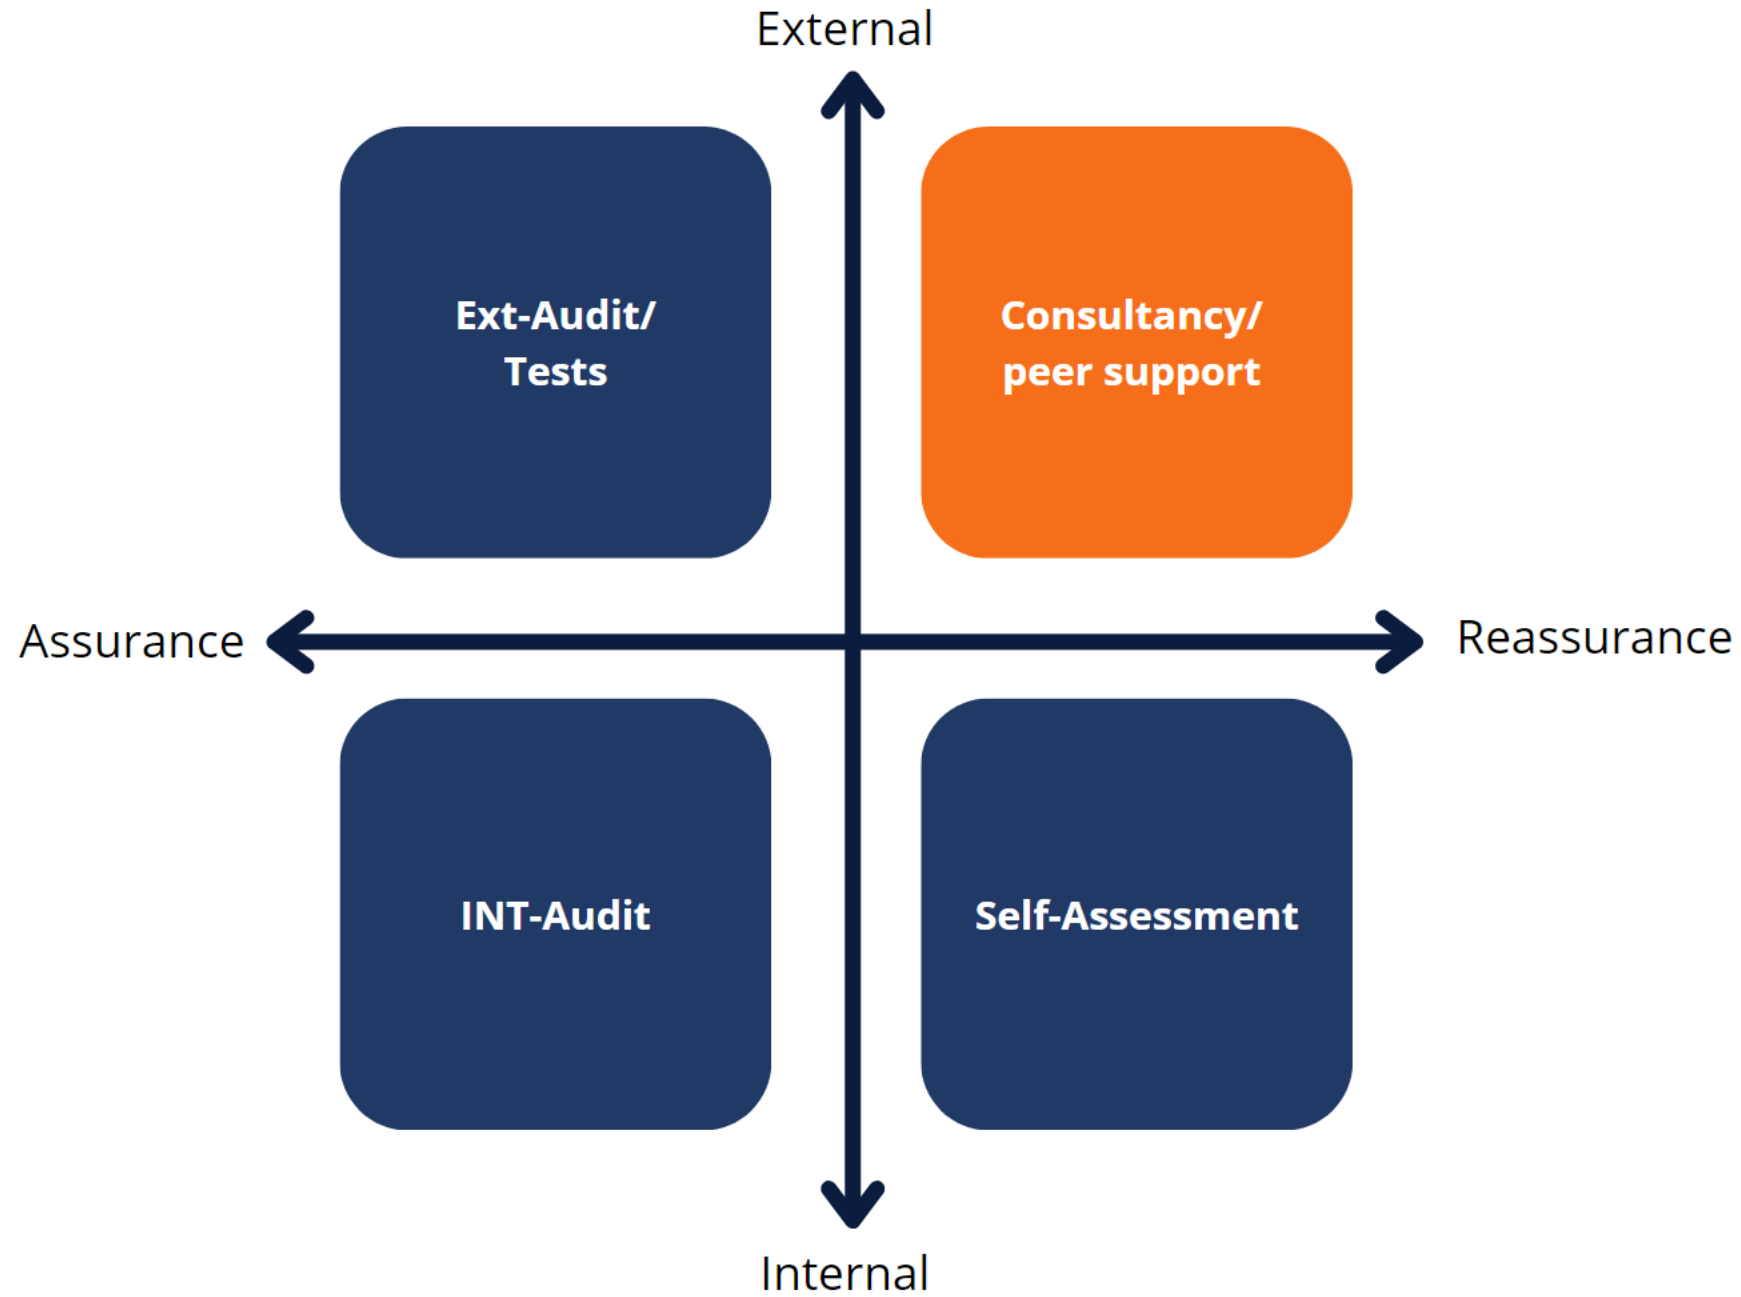 External
Ext-Audit/
Tests
Consultancy/
peer support
Assurance
Reassurance
INT-Audit
Self-Assessment
Internal